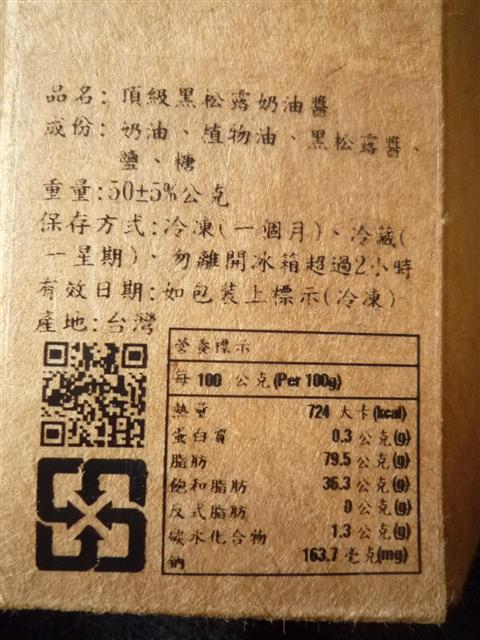 品名: 頂級黑松露奶油醬
成份: 奶油、植物油、黑松露醬、
鹽、糖
重量:50±5%公克
保存方式:冷凍(一個月)、冷藏(
一星期)、勿離開冰箱超過2小時
有效日期:如包裝上標示(冷凍)
產地:台灣
營養標示
每 100 公克(Per 100g)
熱量 724 大卡(kcal)
蛋白質 0.3 公克(g)
脂肪 79.5 公克(g)
飽和脂肪 36.3 公克(g)
反式脂肪 0 公克(g)
碳水化合物 1.3 公克(g)
鈉 163.7 毫克(mg)